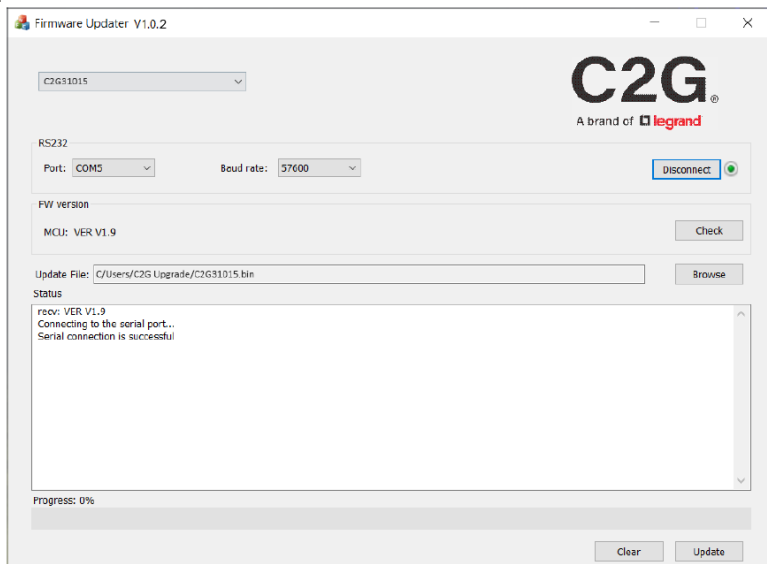 Firmware Updater V1.0.2
C2G31015
C2G®
A brand of legrand
RS232
Port: COM5 Baud rate: 57600 Disconnect
FW version
MCU: VER V1.9 Check
Update File: C/Users/C2G Upgrade/C2G31015.bin Browse
Status
recv: VER V1.9
Connecting to the serial port...
Serial connection is successful
Progress: 0%
Clear Update